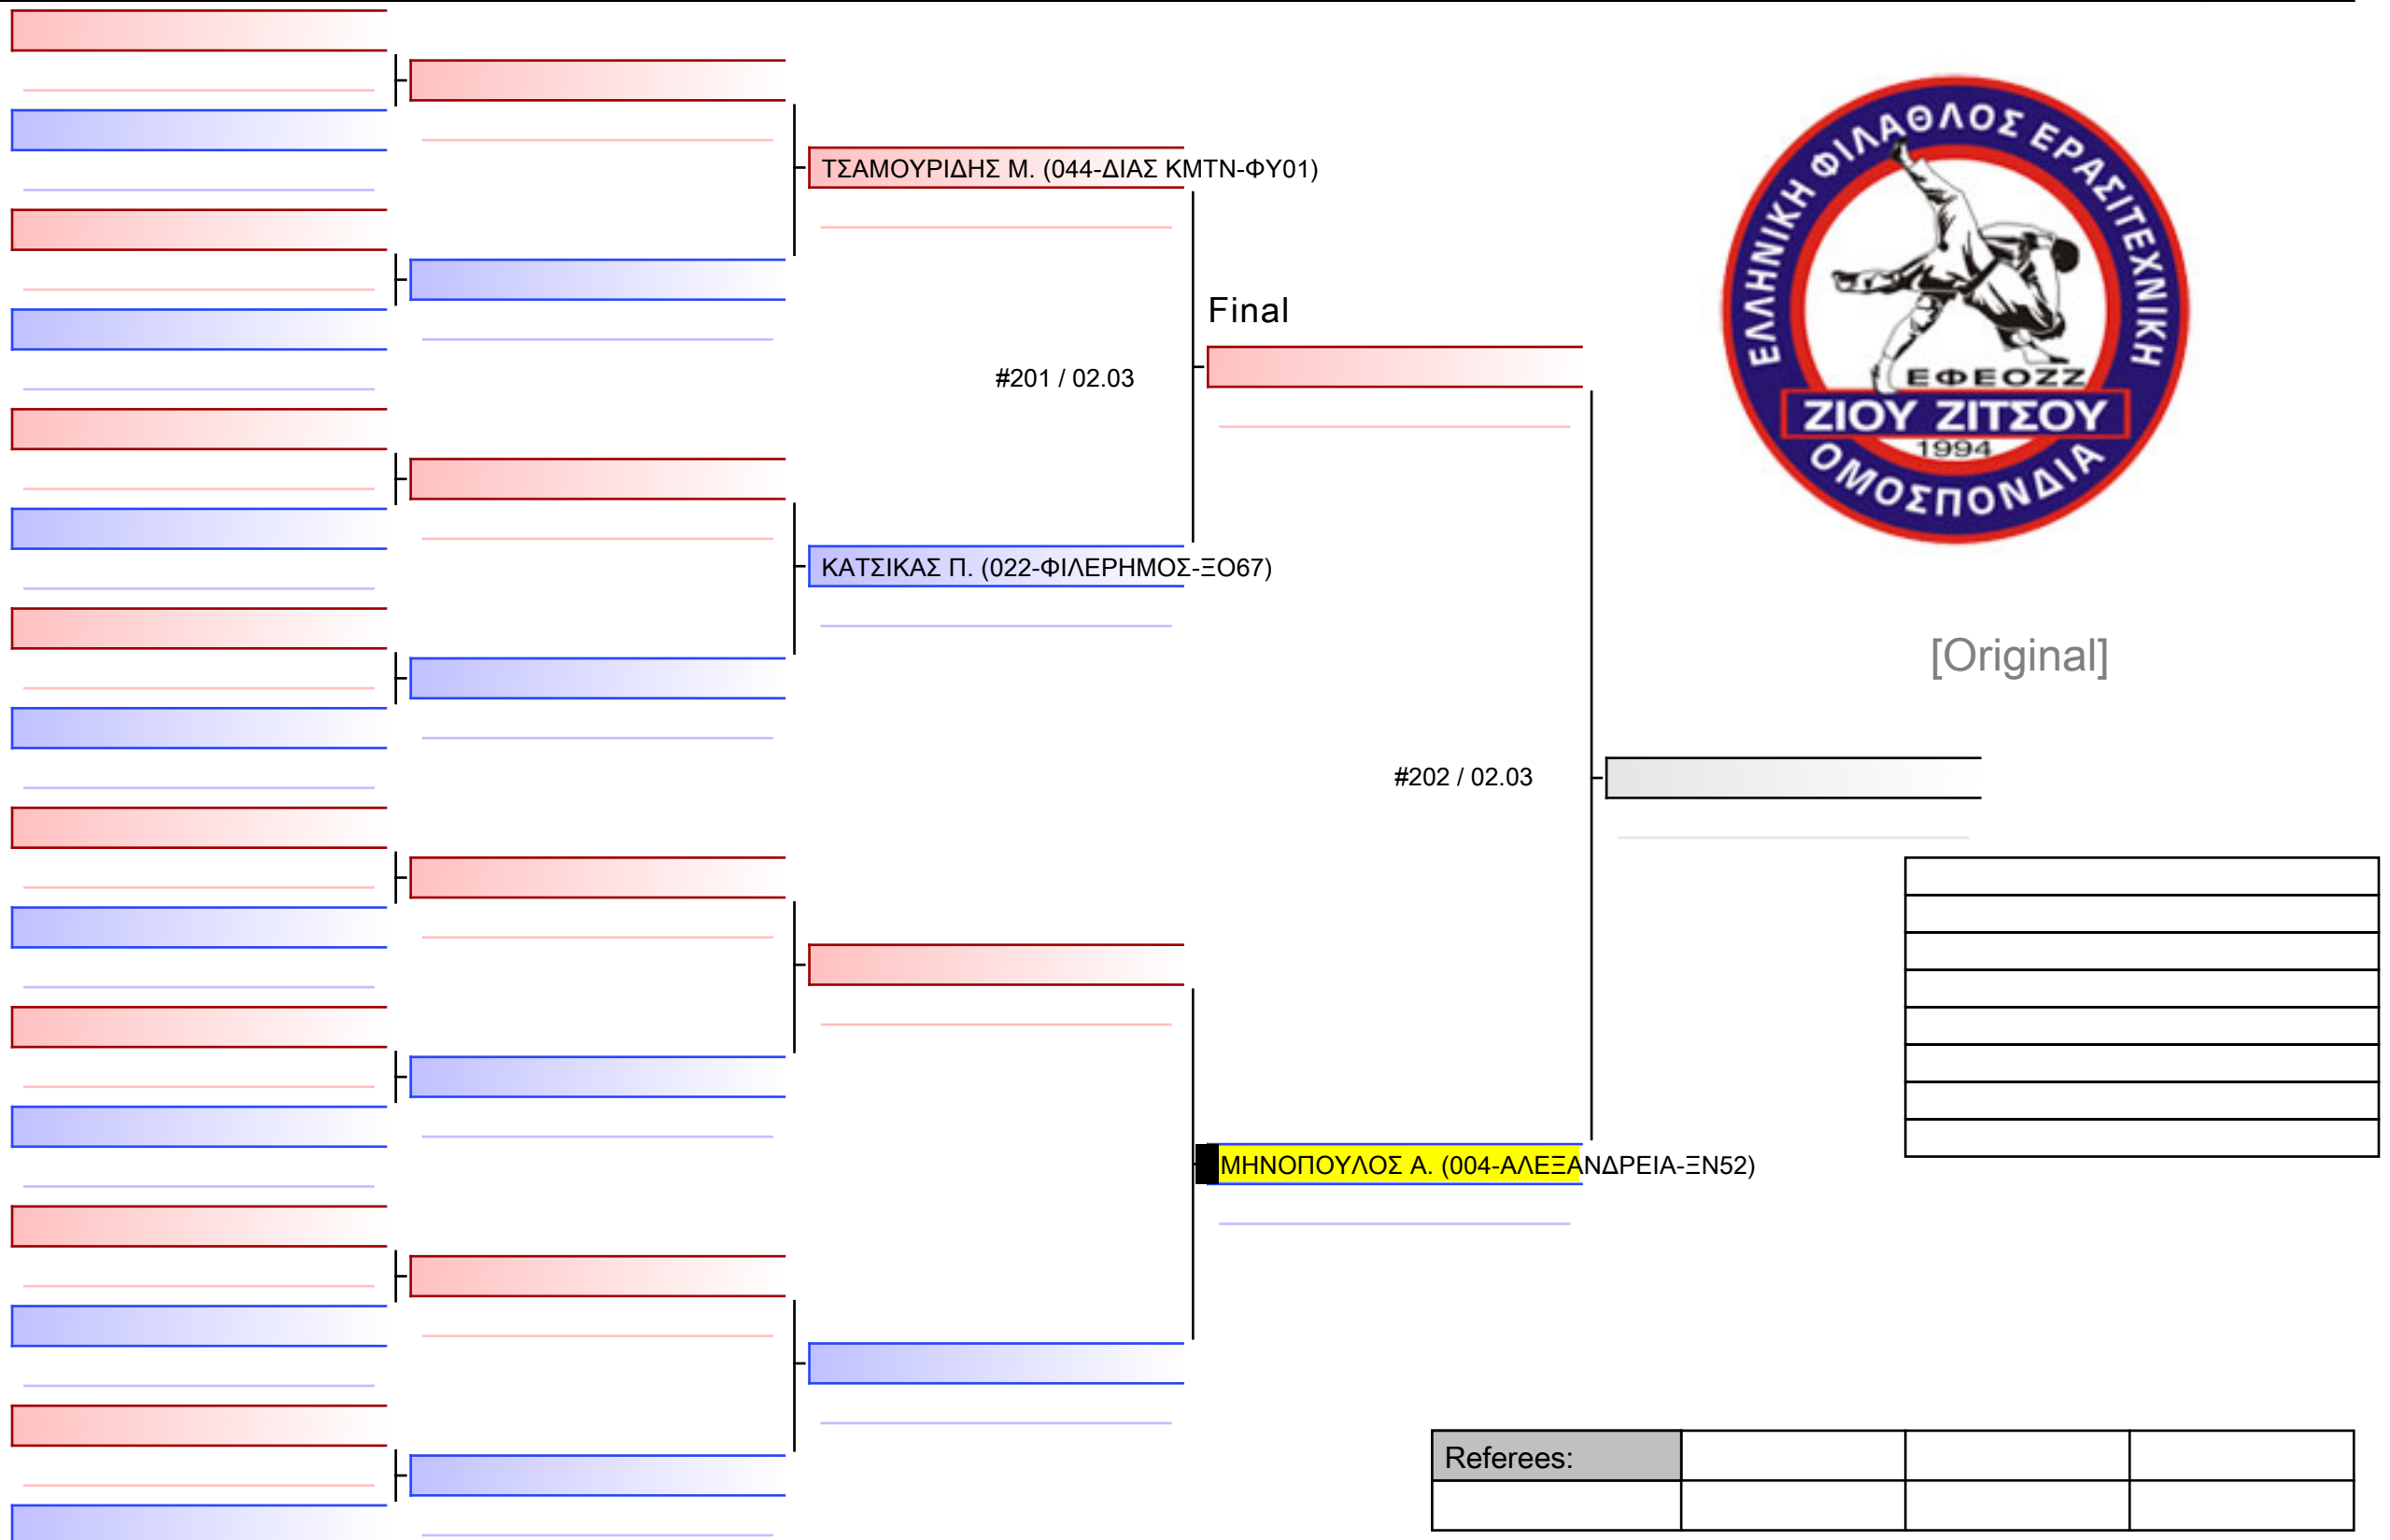 ΤΣΑΜΟΥΡΙΔΗΣ Μ. (044-ΔΙΑΣ ΚΜΤΝ-ΦΥ01)
Final
#201 / 02.03
ΚΑΤΣΙΚΑΣ Π. (022-ΦΙΛΕΡΗΜΟΣ-ΞΟ67)
ΕΛΛΗΝΙΚΗ ΦΙΛΑΘΛΟΣ ΕΡΑΣΙΤΕΧΝΙΚΗ
ΕΦΕΟΖΖ
ΖΙΟΥ ΖΙΤΣΟΥ
1994
ΟΜΟΣΠΟΝΔΙΑ
[Original]
#202 / 02.03
ΜΗΝΟΠΟΥΛΟΣ Α. (004-ΑΛΕΞΑΝΔΡΕΙΑ-ΞΝ52)
Referees: